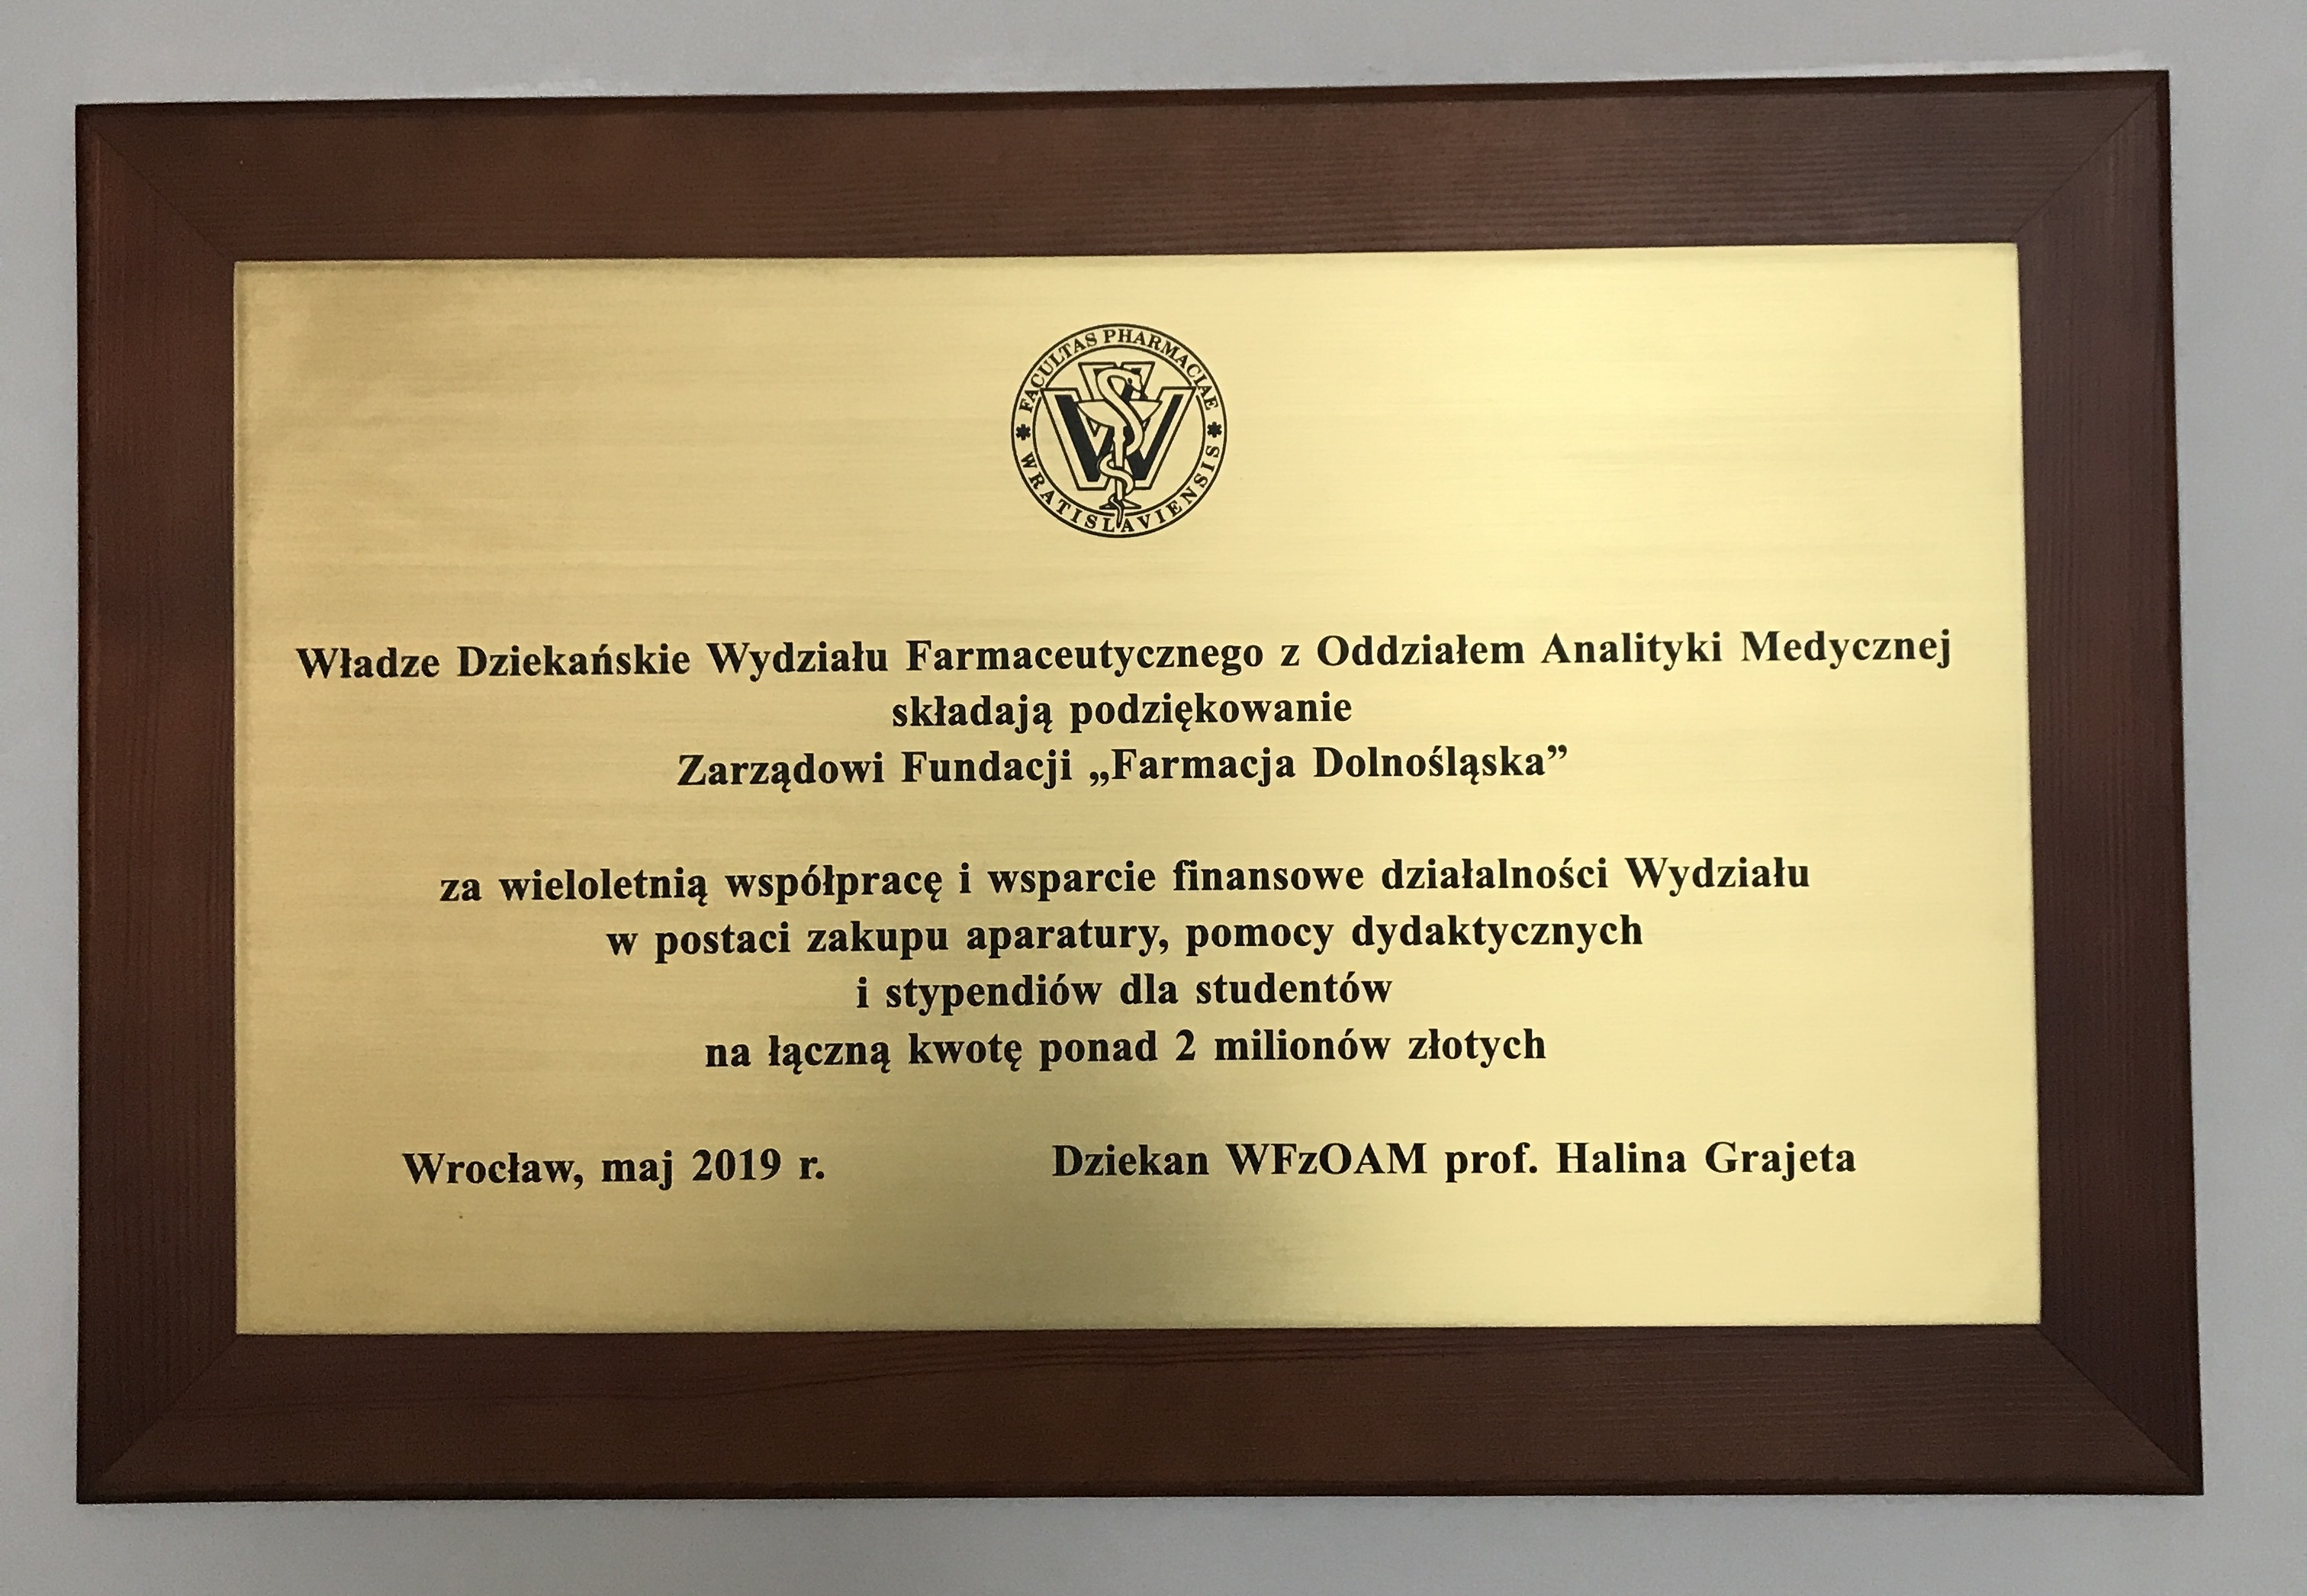 FACULTAS PHARMACIAE
WRATISLAVIENSIS
W
Władze Dziekańskie Wydziału Farmaceutycznego z Oddziałem Analityki Medycznej
składają podziękowanie
Zarządowi Fundacji „Farmacja Dolnośląska”
za wieloletnią współpracę i wsparcie finansowe działalności Wydziału
w postaci zakupu aparatury, pomocy dydaktycznych
i stypendiów dla studentów
na łączną kwotę ponad 2 milionów złotych
Wrocław, maj 2019 r. Dziekan WFzOAM prof. Halina Grajeta